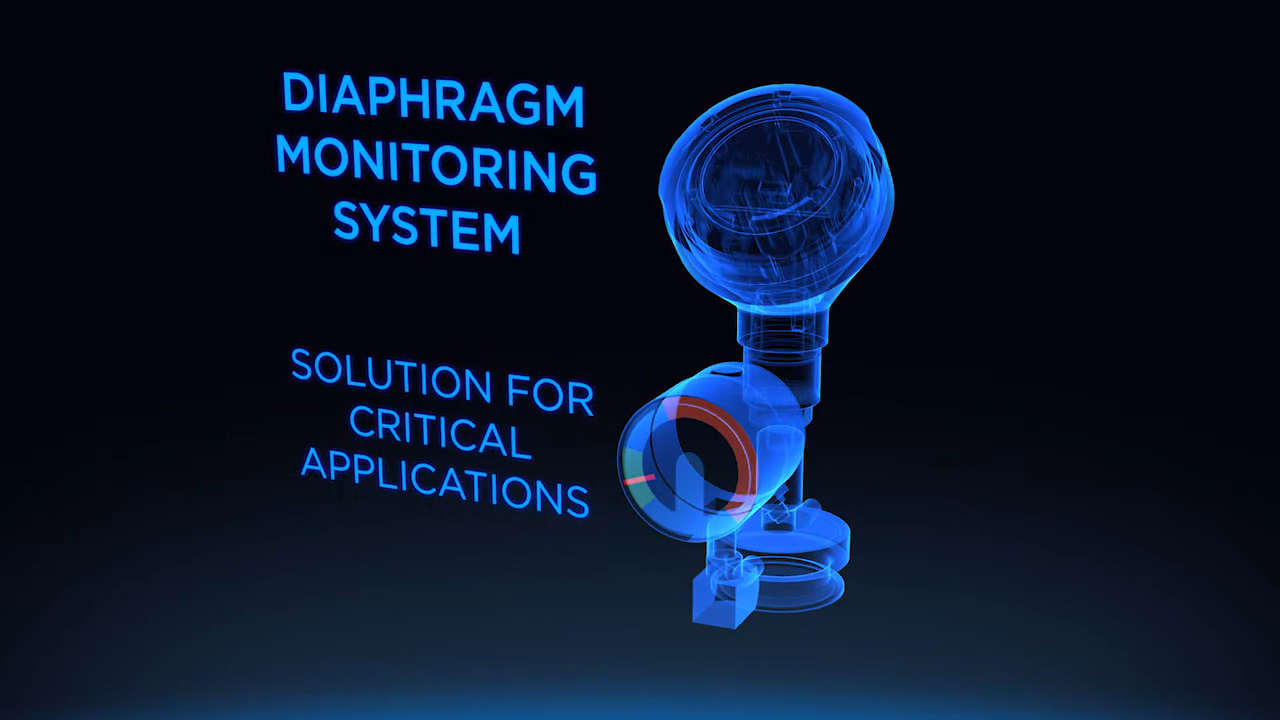 DIAPHRAGM
MONITORING
SYSTEM
SOLUTION FOR
CRITICAL
APPLICATIONS